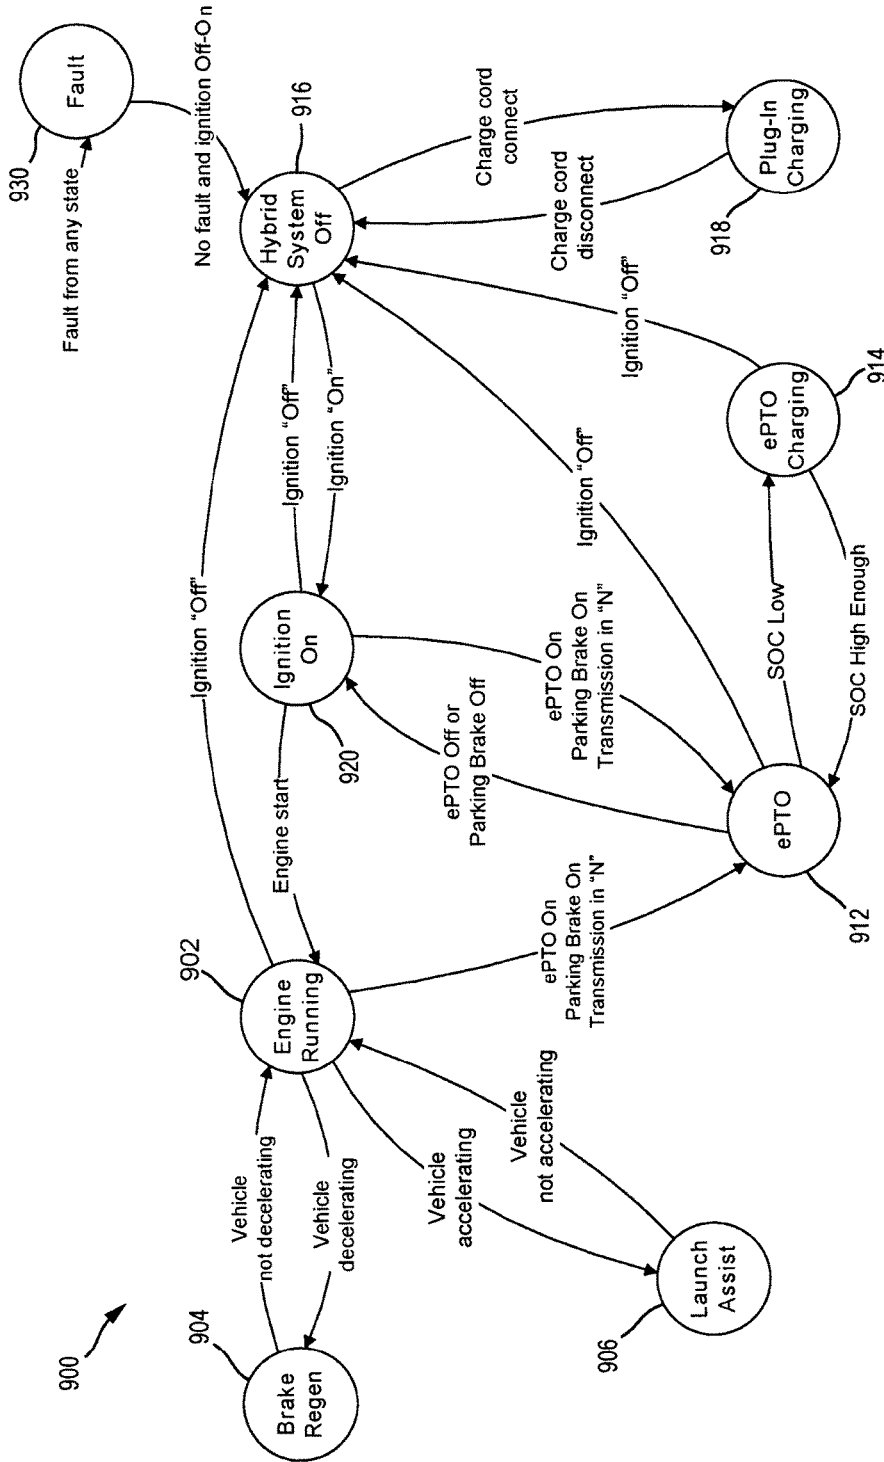 900
904
Brake
Regen
Vehicle
not decelerating
Vehicle
decelerating
902
Engine
Running
Vehicle
accelerating
Vehicle
not accelerating
906
Launch
Assist
Ignition “Off”
Engine start
920
Ignition
On
Ignition “Off”
Ignition “On”
ePTO On
Parking Brake On
Transmission in “N”
ePTO Off or
Parking Brake Off
ePTO On
Parking Brake On
Transmission in “N”
912
ePTO
Ignition “Off”
SOC Low
SOC High Enough
ePTO
Charging
914
Ignition “Off”
Fault from any state
930
Fault
No fault and ignition Off-On
Hybrid
System
Off
916
Charge cord
connect
Charge cord
disconnect
918
Plug-In
Charging